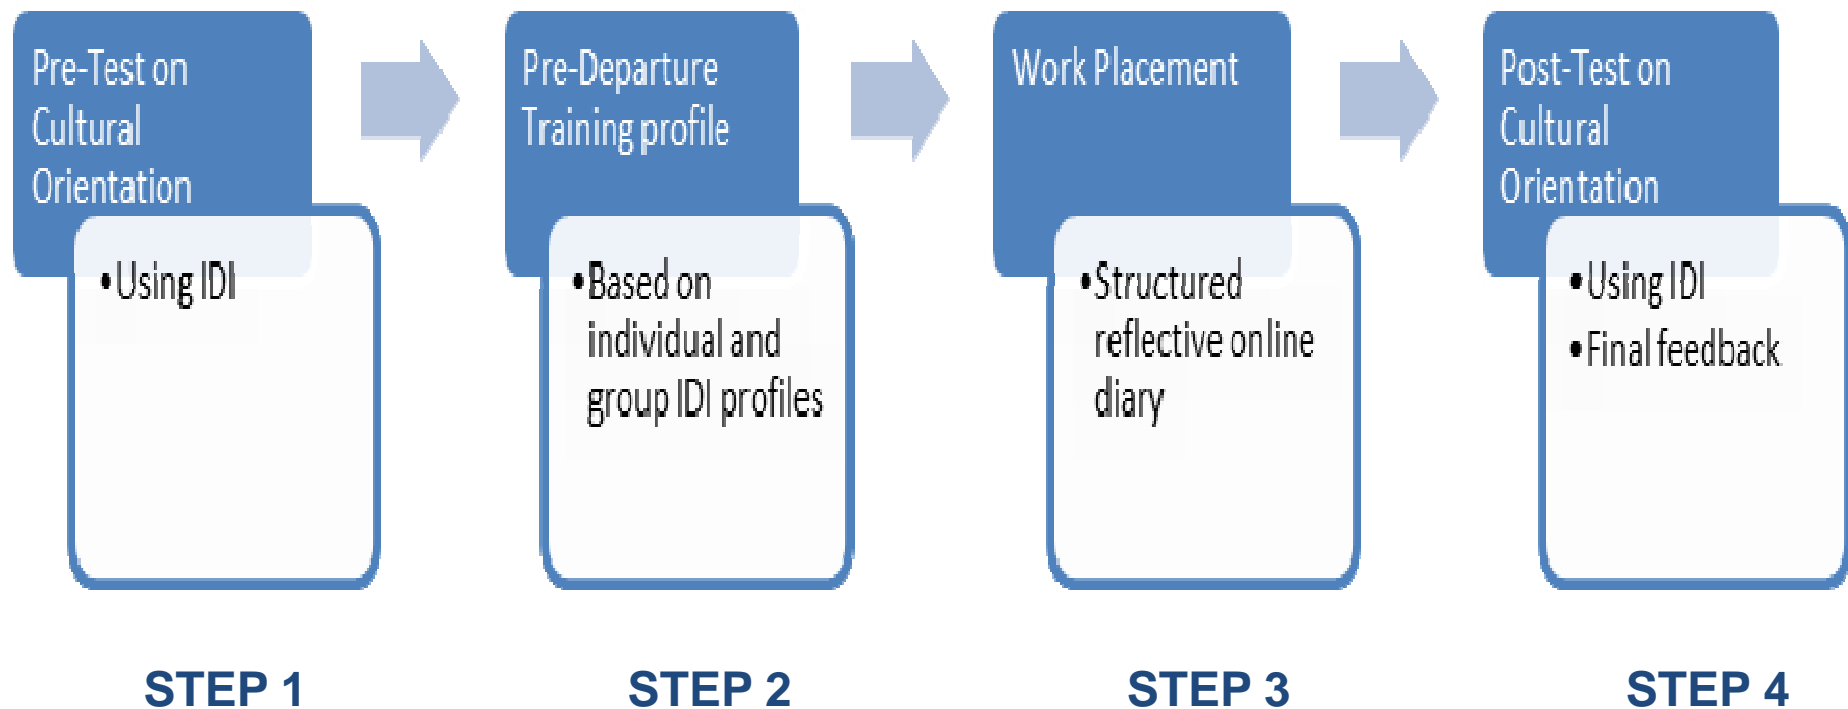 Pre-Test on
Cultural
Orientation
•Using IDI
Pre-Departure
Training profile
•Based on
individual and
group IDI profiles
Work Placement
•Structured
reflective online
diary
Post-Test on
Cultural
Orientation
•Using IDI
•Final feedback
STEP 1
STEP 2
STEP 3
STEP 4